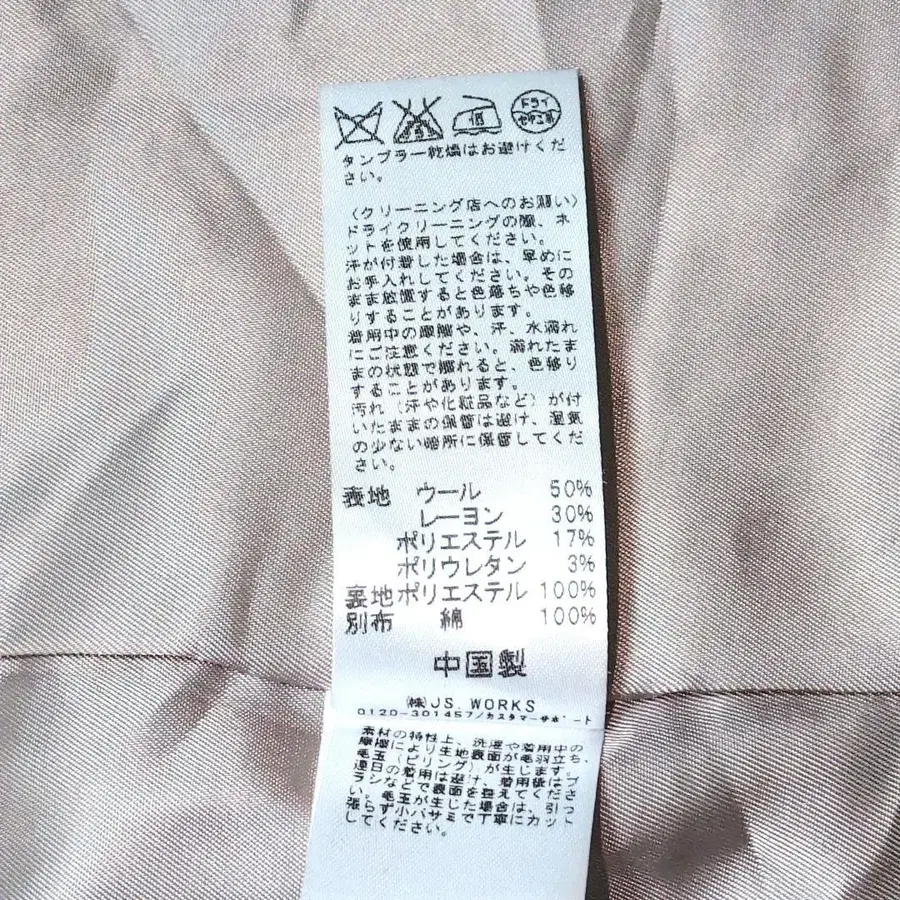 ドライ
セキユ系
低
タンブラー乾燥はお避けくだ
さい。
(クリーニング店へのお願い)
ドライクリーニングの際、ネ
ットを使用してください。
汗が付着した場合は、早めに
お手入れしてください。その
まま放置すると色落ちや色移
りすることがあります。
着用中の摩擦や、汗、水濡れ
にご注意ください。濡れたま
まの状態で擦れると、色移り
することがあります。
汚れ(汗や化粧品など)が付
いたままの保管は避け、湿気
の少ない暗所に保管してくだ
さい。
表地 ウール 50%
レーヨン 30%
ポリエステル 17%
ポリウレタン 3%
裏地 ポリエステル 100%
別布 綿 100%
中国製
㈱JS.WORKS
0120-301457/カスタマーサポート
素材の特性上、洗濯や着用中の
摩擦により生地表面が毛羽立ち、
毛玉(ピリング)が生じます。
連日の着用は避け、着用後はブ
ラシなどで表面を整えてくださ
い。毛玉が生じた場合は、引っ
張らず小バサミで丁寧にカット
してください。